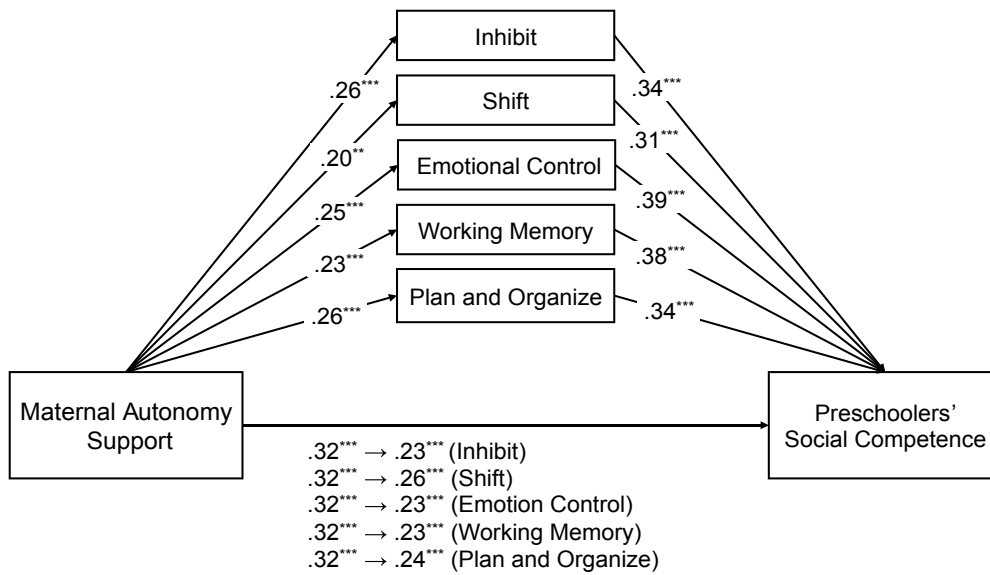 Inhibit
.26***
.34***
Shift
.20**
.31***
Emotional Control
.25***
.39***
Working Memory
.23***
.38***
Plan and Organize
.26***
.34***
Maternal Autonomy
Support
Preschoolers’
Social Competence
.32*** → .23*** (Inhibit)
.32*** → .26*** (Shift)
.32*** → .23*** (Emotion Control)
.32*** → .23*** (Working Memory)
.32*** → .24*** (Plan and Organize)